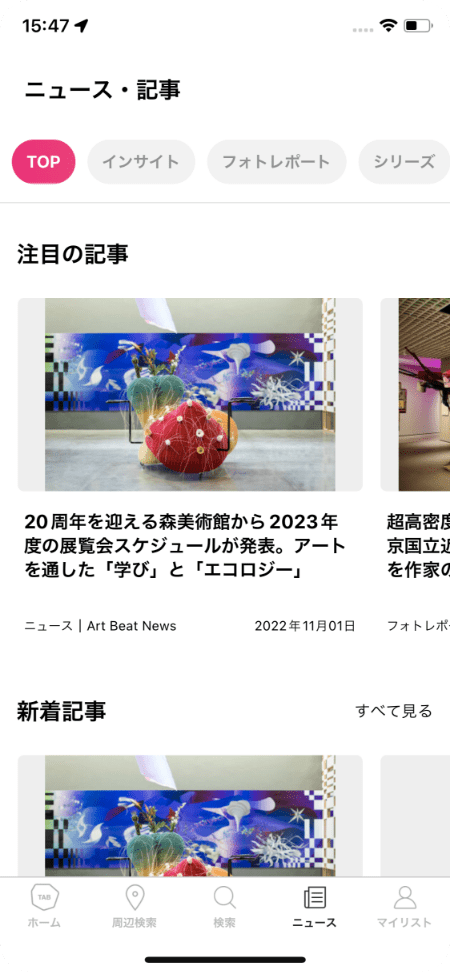 15:47
ニュース・記事
TOP インサイト フォトレポート シリーズ
注目の記事
20周年を迎える森美術館から2023年
度の展覧会スケジュールが発表。アート
を通した「学び」と「エコロジー」
ニュース | Art Beat News 2022年11月01日
超高密度
京国立近
を作家の
フォトレポ
新着記事 すべて見る
TAB
ホーム 周辺検索 検索 ニュース マイリスト